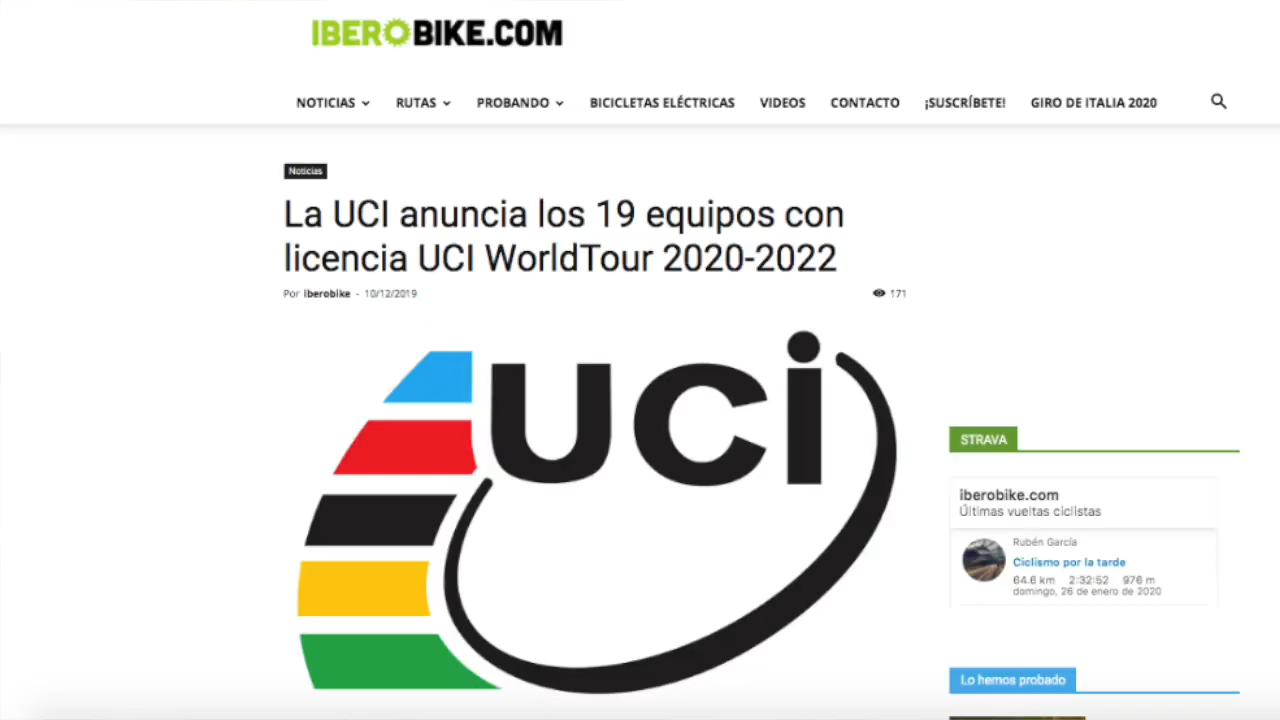 IBEROBIKE.COM
NOTICIAS RUTAS PROBANDO BICICLETAS ELÉCTRICAS VIDEOS CONTACTO ¡SUSCRÍBETE! GIRO DE ITALIA 2020
Noticias
La UCI anuncia los 19 equipos con
licencia UCI WorldTour 2020-2022
Por iberobike - 10/12/2019 171
uci
STRAVA
iberobike.com
Últimas vueltas ciclistas
Rubén García
Ciclismo por la tarde
64.6 km 2:32:52 976 m
domingo, 26 de enero de 2020
Lo hemos probado